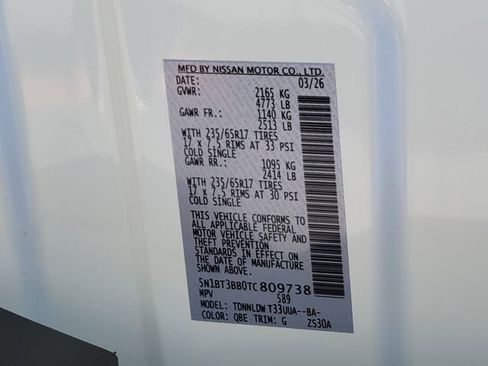 MFD BY NISSAN MOTOR CO., LTD.
DATE: 03/26
GVWR: 2165 KG
4773 LB
GAWR FR.: 1140 KG
2513 LB
WITH 235/65R17 TIRES
17 x 7.5 RIMS AT 33 PSI
COLD SINGLE
GAWR RR.: 1095 KG
2414 LB
WITH 235/65R17 TIRES
17 x 7.5 RIMS AT 30 PSI
COLD SINGLE
THIS VEHICLE CONFORMS TO
ALL APPLICABLE U.S. FEDERAL
MOTOR VEHICLE SAFETY AND
THEFT PREVENTION
STANDARDS IN EFFECT ON
THE DATE OF MANUFACTURE
SHOWN ABOVE.
5N1BT3BB0TC809738
MPV 589
MODEL: TDNNLDW T33UUA--BA-
COLOR: QBE TRIM: G ZS30A